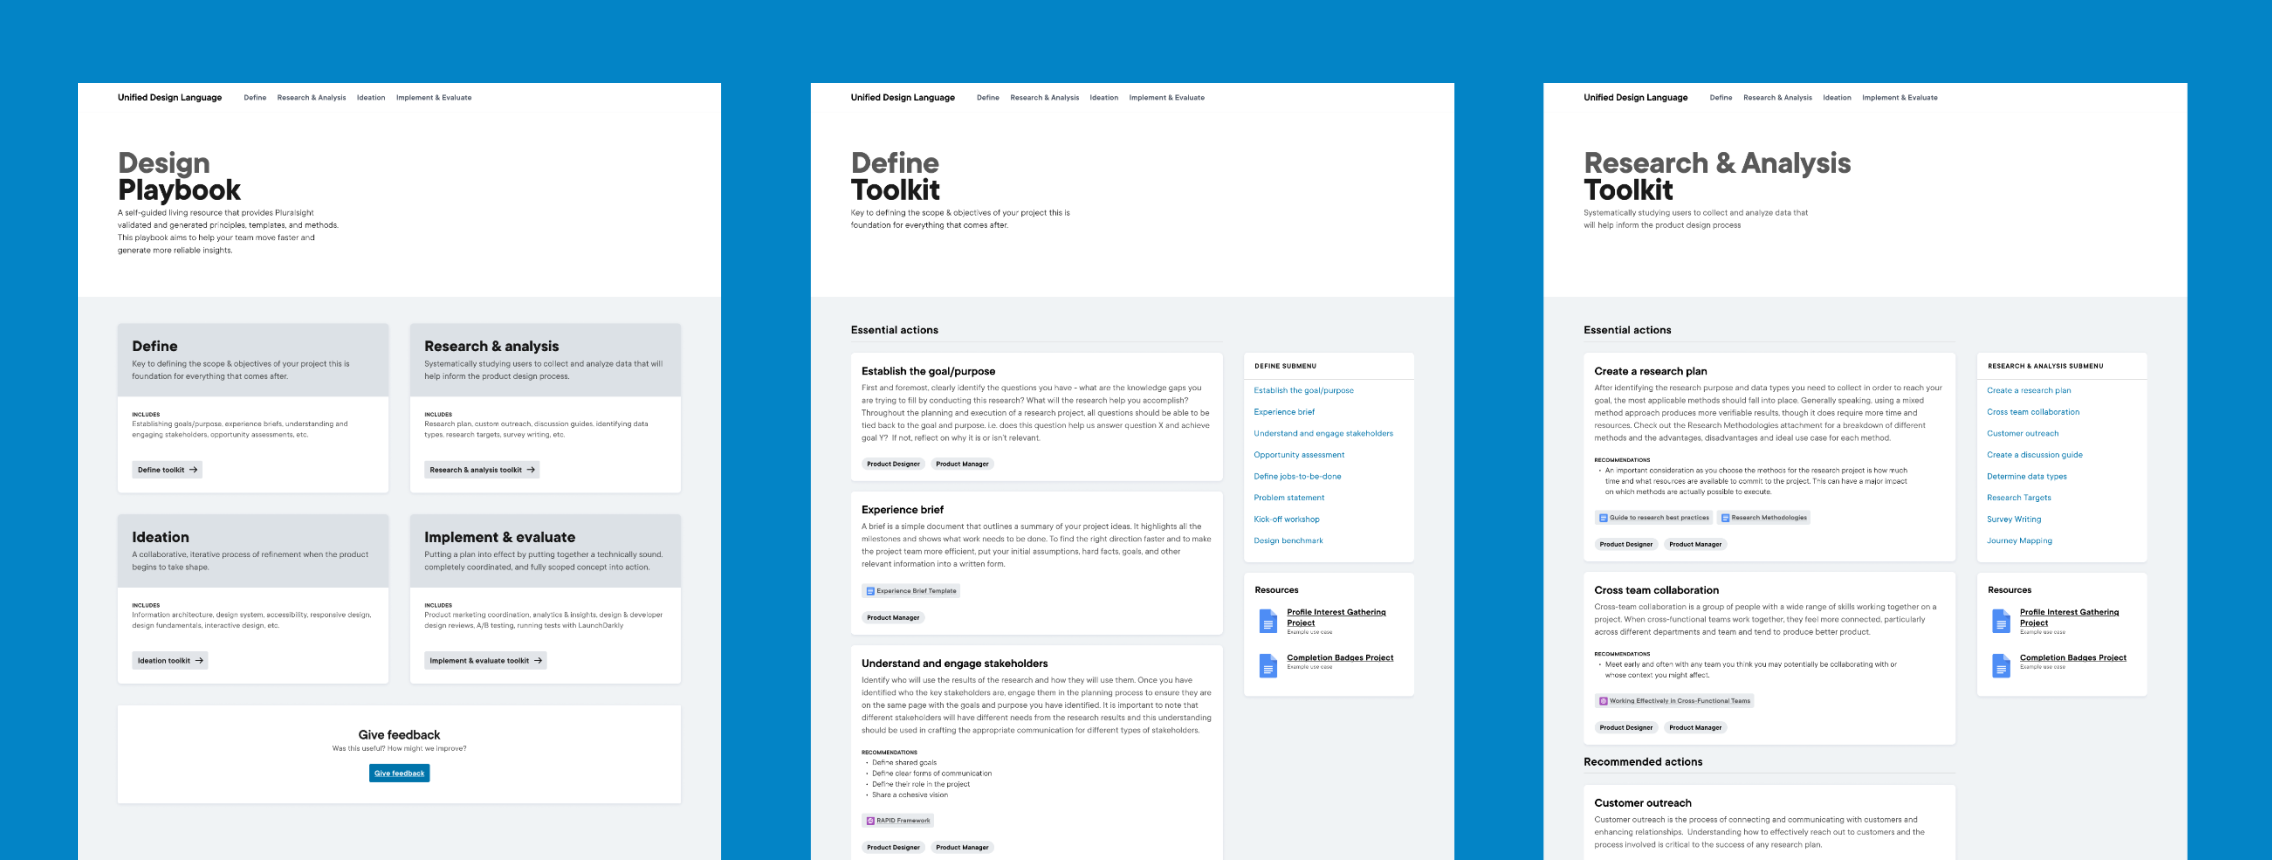 Unified Design Language Define Research & Analysis Ideation Implement & Evaluate
Design
Playbook
A self-guided living resource that provides Pluralsight
validated and generated principles, templates, and methods.
This playbook aims to help your team move faster and
generate more reliable insights.
Define
Key to defining the scope & objectives of your project this is
foundation for everything that comes after.
INCLUDES
Establishing goals/purpose, experience briefs, understanding and
engaging stakeholders, opportunity assessments, etc.
Define toolkit →
Research & analysis
Systematically studying users to collect and analyze data that will
help inform the product design process.
INCLUDES
Research plan, custom outreach, discussion guides, identifying data
types, research targets, survey writing, etc.
Research & analysis toolkit →
Ideation
A collaborative, iterative process of refinement when the product
begins to take shape.
INCLUDES
Information architecture, design system, accessibility, responsive design,
design fundamentals, interactive design, etc.
Ideation toolkit →
Implement & evaluate
Putting a plan into effect by putting together a technically sound,
completely coordinated, and fully scoped concept into action.
INCLUDES
Product marketing coordination, analytics & insights, design & developer
design reviews, A/B testing, running tests with LaunchDarkly
Implement & evaluate toolkit →
Give feedback
Was this useful? How might we improve?
Give feedback
Unified Design Language Define Research & Analysis Ideation Implement & Evaluate
Define
Toolkit
Key to defining the scope & objectives of your project this is
foundation for everything that comes after.
Essential actions
Establish the goal/purpose
First and foremost, clearly identify the questions you have - what are the knowledge gaps you
are trying to fill by conducting this research? What will the research help you accomplish?
Throughout the planning and execution of a research project, all questions should be able to be
tied back to the goal and purpose, i.e. does this question help us answer question X and achieve
goal Y? If not, reflect on why it is or isn't relevant.
Product Designer Product Manager
Experience brief
A brief is a simple document that outlines a summary of your project ideas. It highlights all the
milestones and shows what work needs to be done. To find the right direction faster and to make
the project team more efficient, put your initial assumptions, hard facts, goals, and other
relevant information into a written form.
Experience Brief Template
Product Manager
Understand and engage stakeholders
Identify who will use the results of the research and how they will use them. Once you have
identified who the key stakeholders are, engage them in the planning process to ensure they are
on the same page with the goals and purpose you have identified. It is important to note that
different stakeholders will have different needs from the research results and this understanding
should be used in crafting the appropriate communication for different types of stakeholders.
RECOMMENDATIONS
• Define shared goals
• Define clear forms of communication
• Define their role in the project
• Share a cohesive vision
RAPID Framework
Product Designer Product Manager
DEFINE SUBMENU
Establish the goal/purpose
Experience brief
Understand and engage stakeholders
Opportunity assessment
Define jobs-to-be-done
Problem statement
Kick-off workshop
Design benchmark
Resources
Profile Interest Gathering
Project
Example use case
Completion Badges Project
Example use case
Unified Design Language Define Research & Analysis Ideation Implement & Evaluate
Research & Analysis
Toolkit
Systematically studying users to collect and analyze data that
will help inform the product design process
Essential actions
Create a research plan
After identifying the research purpose and data types you need to collect in order to reach your
goal, the most applicable methods should fall into place. Generally speaking, using a mixed
method approach produces more verifiable results, though it does require more time and
resources. Check out the Research Methodologies attachment for a breakdown of different
methods and the advantages, disadvantages and ideal use case for each method.
RECOMMENDATIONS
• An important consideration as you choose the methods for the research project is how much
time and what resources are available to commit to the project. This can have a major impact
on which methods are actually possible to execute.
Guide to research best practices Research Methodologies
Product Designer Product Manager
Cross team collaboration
Cross-team collaboration is a group of people with a wide range of skills working together on a
project. When cross-functional teams work together, they feel more connected, particularly
across different departments and team and tend to produce better product.
RECOMMENDATIONS
• Meet early and often with any team you think you may potentially be collaborating with or
whose context you might affect.
Working Effectively in Cross-Functional Teams
Product Designer Product Manager
Recommended actions
Customer outreach
Customer outreach is the process of connecting and communicating with customers and
enhancing relationships. Understanding how to effectively reach out to customers and the
process involved is critical to the success of any research plan.
RESEARCH & ANALYSIS SUBMENU
Create a research plan
Cross team collaboration
Customer outreach
Create a discussion guide
Determine data types
Research Targets
Survey Writing
Journey Mapping
Resources
Profile Interest Gathering
Project
Example use case
Completion Badges Project
Example use case